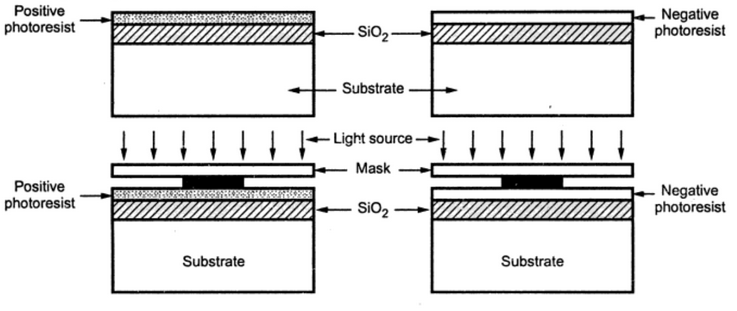 Positive
photoresist
SiO2
Negative
photoresist
Substrate
Light source
Mask
Positive
photoresist
SiO2
Negative
photoresist
Substrate
Substrate